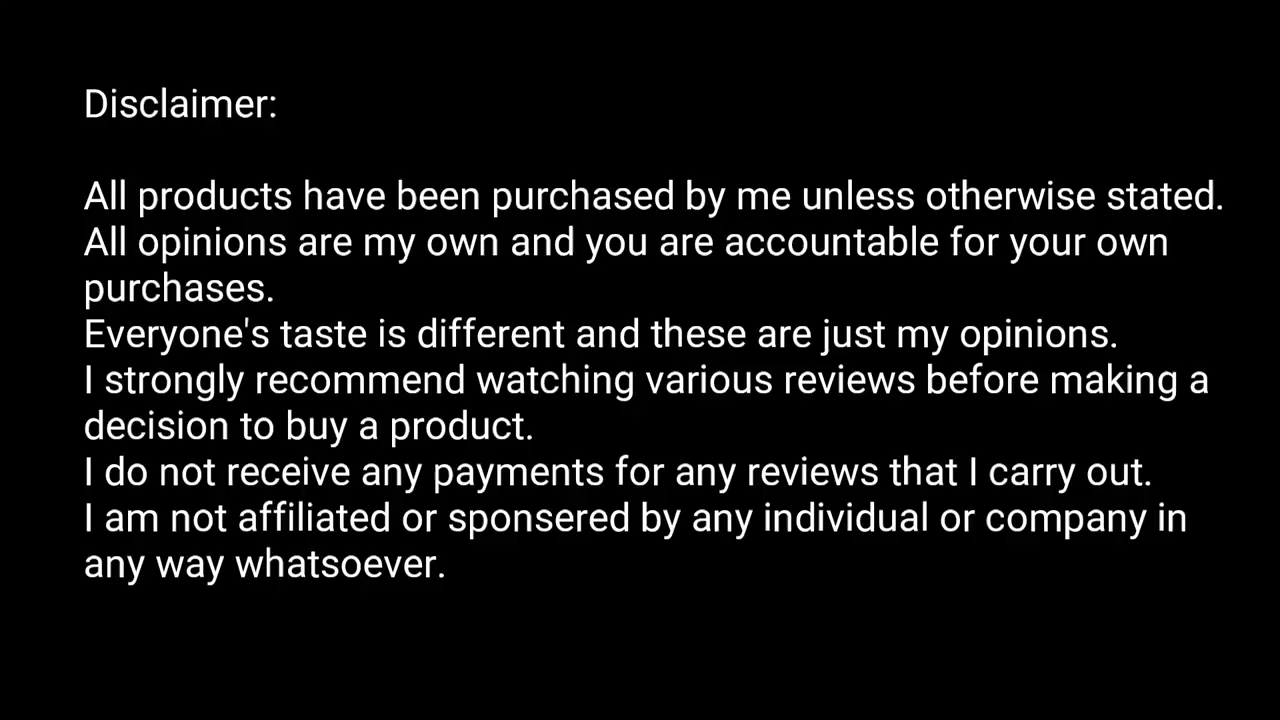 Disclaimer:
All products have been purchased by me unless otherwise stated.
All opinions are my own and you are accountable for your own
purchases.
Everyone's taste is different and these are just my opinions.
I strongly recommend watching various reviews before making a
decision to buy a product.
I do not receive any payments for any reviews that I carry out.
I am not affiliated or sponsered by any individual or company in
any way whatsoever.